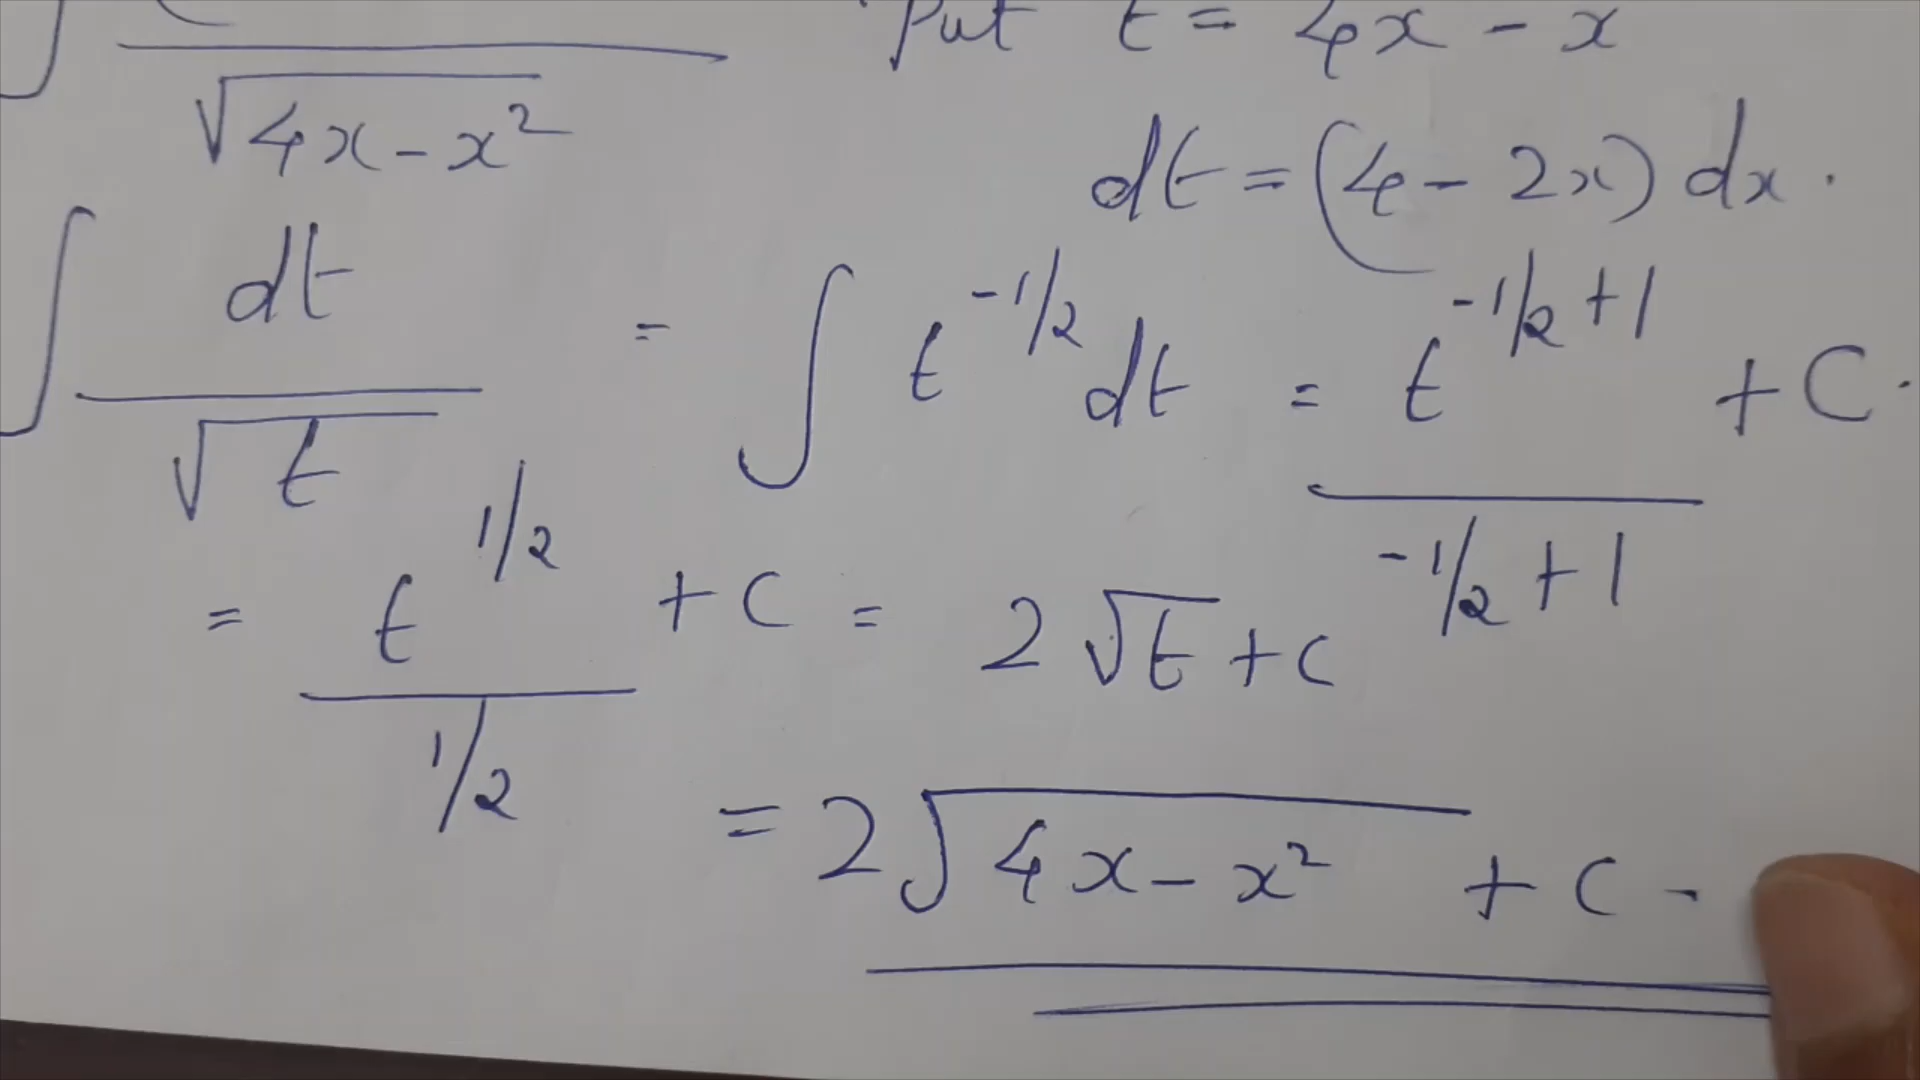 ∫ ( / √(4x - x²) Put t = 4x - x
dt = (4 - 2x) dx .
∫ dt / √t = ∫ t^(-1/2) dt = t^(-1/2 + 1) / (-1/2 + 1) + C .
= t^(1/2) / (1/2) + C = 2√t + C
= 2√(4x - x²) + C -